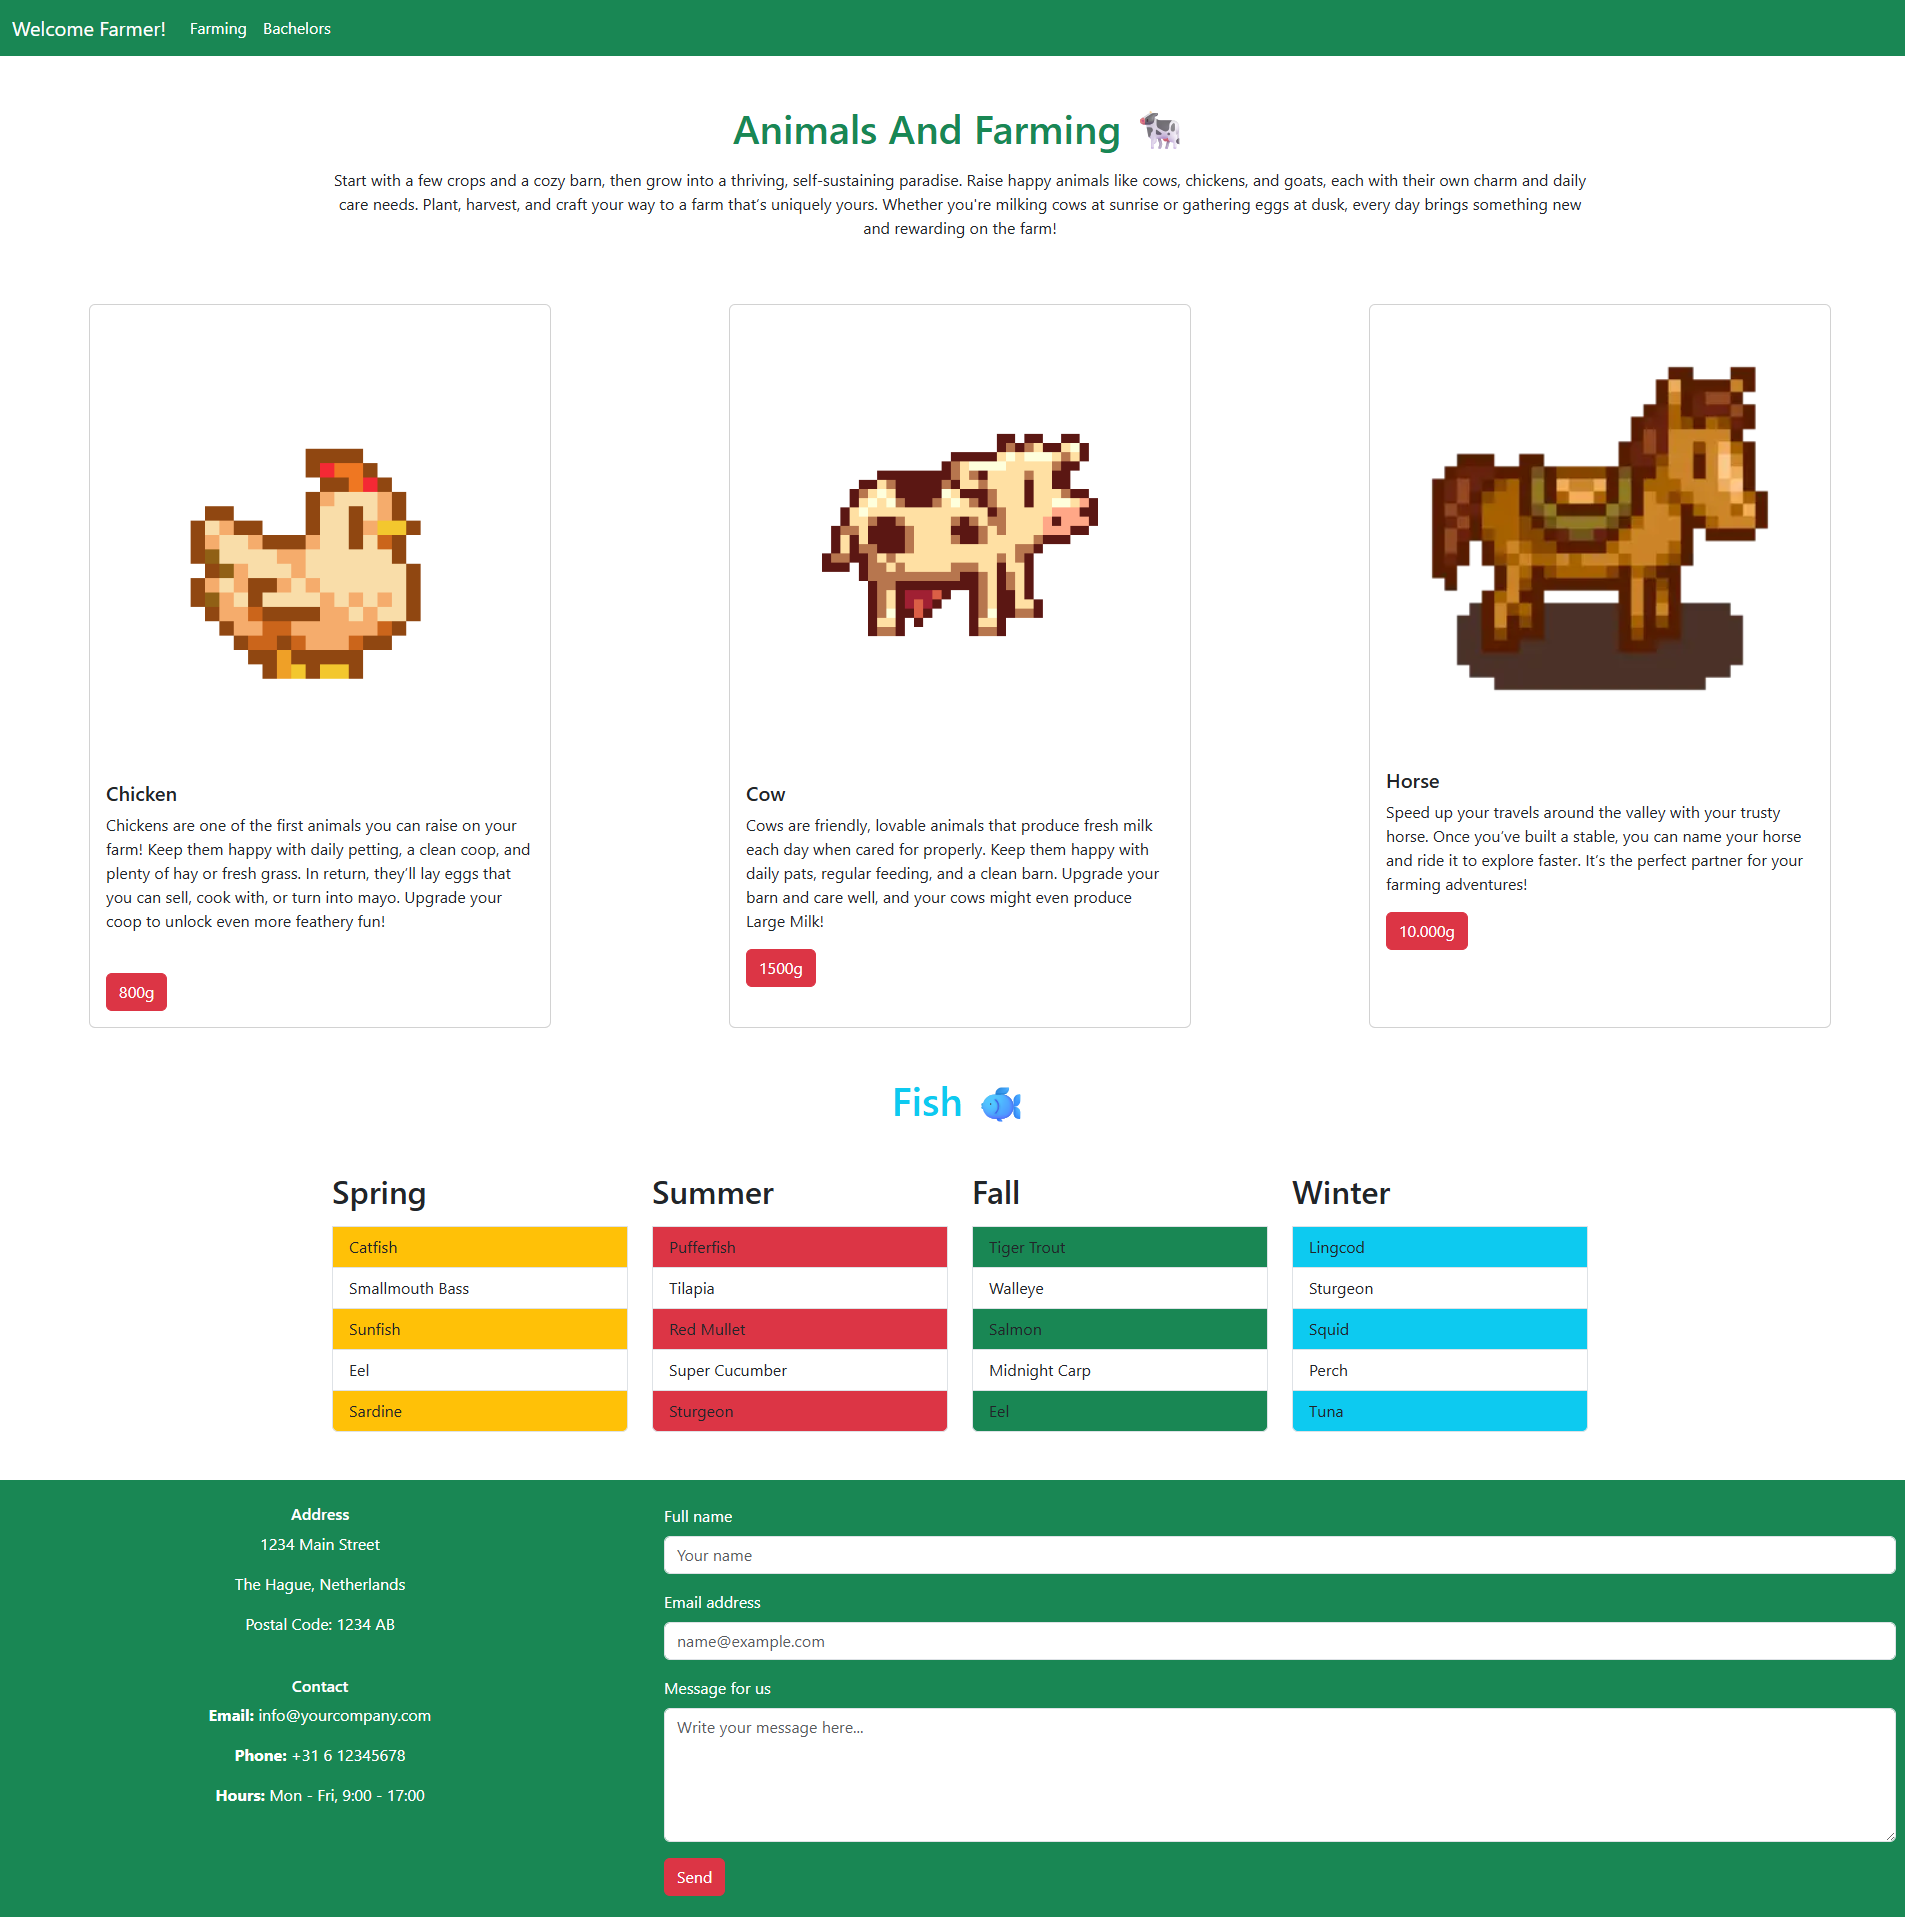 Welcome Farmer! Farming Bachelors
Animals And Farming
Start with a few crops and a cozy barn, then grow into a thriving, self-sustaining paradise. Raise happy animals like cows, chickens, and goats, each with their own charm and daily
care needs. Plant, harvest, and craft your way to a farm that’s uniquely yours. Whether you're milking cows at sunrise or gathering eggs at dusk, every day brings something new
and rewarding on the farm!
Chicken
Chickens are one of the first animals you can raise on your
farm! Keep them happy with daily petting, a clean coop, and
plenty of hay or fresh grass. In return, they’ll lay eggs that
you can sell, cook with, or turn into mayo. Upgrade your
coop to unlock even more feathery fun!
800g
Cow
Cows are friendly, lovable animals that produce fresh milk
each day when cared for properly. Keep them happy with
daily pats, regular feeding, and a clean barn. Upgrade your
barn and care well, and your cows might even produce
Large Milk!
1500g
Horse
Speed up your travels around the valley with your trusty
horse. Once you’ve built a stable, you can name your horse
and ride it to explore faster. It’s the perfect partner for your
farming adventures!
10.000g
Fish
Spring
Catfish
Smallmouth Bass
Sunfish
Eel
Sardine
Summer
Pufferfish
Tilapia
Red Mullet
Super Cucumber
Sturgeon
Fall
Tiger Trout
Walleye
Salmon
Midnight Carp
Eel
Winter
Lingcod
Sturgeon
Squid
Perch
Tuna
Address
1234 Main Street
The Hague, Netherlands
Postal Code: 1234 AB
Contact
Email: info@yourcompany.com
Phone: +31 6 12345678
Hours: Mon - Fri, 9:00 - 17:00
Full name
Your name
Email address
name@example.com
Message for us
Write your message here...
Send